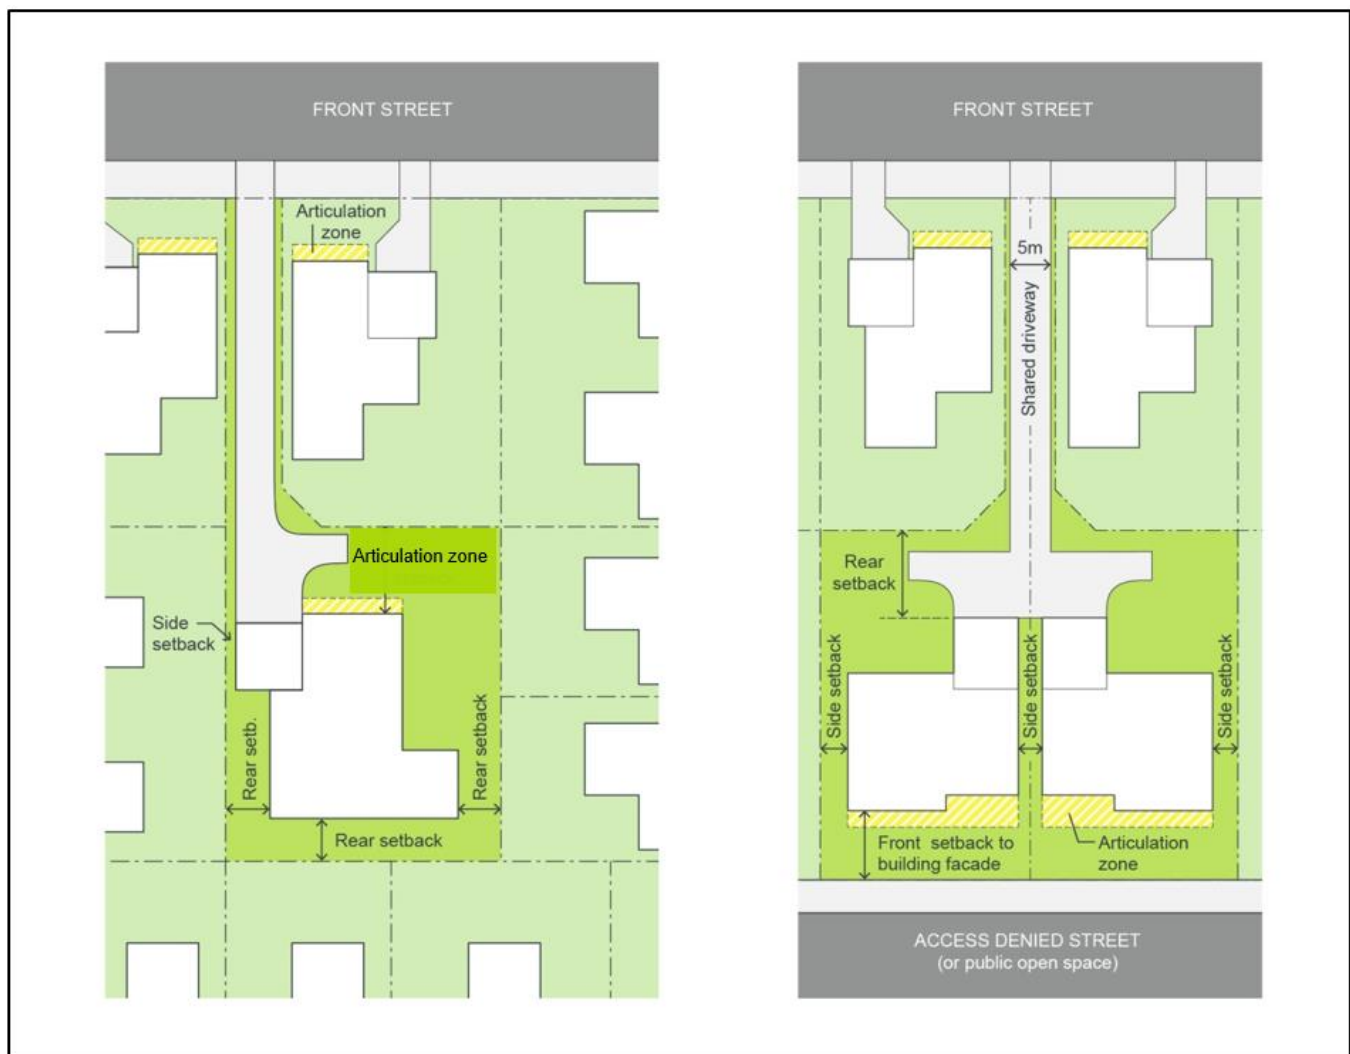 FRONT STREET
Articulation
zone
Articulation zone
Side
setback
Rear setb.
Rear setback
Rear setback
FRONT STREET
5m
Shared driveway
Rear
setback
Side setback
Side setback
Side setback
Front setback to
building facade
Articulation
zone
ACCESS DENIED STREET
(or public open space)